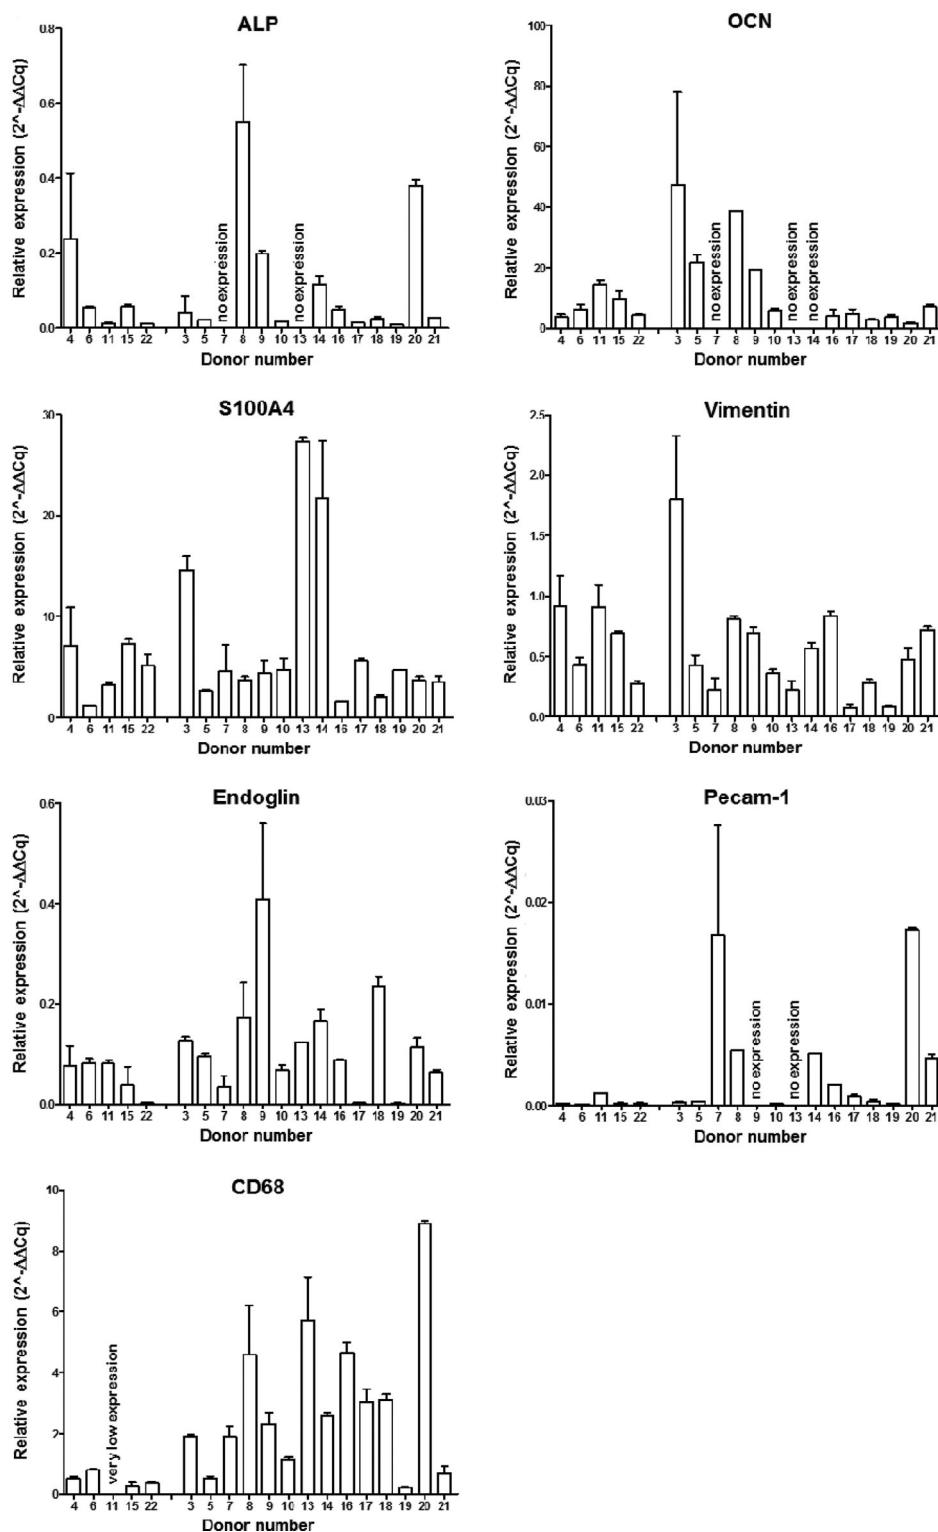 ALP
Relative expression (2^-ΔΔCq)
0.8
0.6
0.4
0.2
0.0
no expression
no expression
4 6 11 15 22 3 5 7 8 9 10 13 14 16 17 18 19 20 21
Donor number
OCN
Relative expression (2^-ΔΔCq)
100
80
60
40
20
0
no expression
no expression
no expression
4 6 11 15 22 3 5 7 8 9 10 13 14 16 17 18 19 20 21
Donor number
S100A4
Relative expression (2^-ΔΔCq)
30
20
10
0
4 6 11 15 22 3 5 7 8 9 10 13 14 16 17 18 19 20 21
Donor number
Vimentin
Relative expression (2^-ΔΔCq)
2.5
2.0
1.5
1.0
0.5
0.0
4 6 11 15 22 3 5 7 8 9 10 13 14 16 17 18 19 20 21
Donor number
Endoglin
Relative expression (2^-ΔΔCq)
0.6
0.4
0.2
0.0
4 6 11 15 22 3 5 7 8 9 10 13 14 16 17 18 19 20 21
Donor number
Pecam-1
Relative expression (2^-ΔΔCq)
0.03
0.02
0.01
0.00
no expression
no expression
4 6 11 15 22 3 5 7 8 9 10 13 14 16 17 18 19 20 21
Donor number
CD68
Relative expression (2^-ΔΔCq)
10
8
6
4
2
0
very low expression
4 6 11 15 22 3 5 7 8 9 10 13 14 16 17 18 19 20 21
Donor number